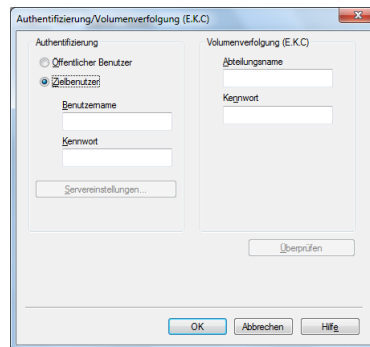 Authentifizierung/Volumenverfolgung (E.K.C)
Authentifizierung
Öffentlicher Benutzer
Zielbenutzer
Benutzername
Kennwort
Servereinstellungen...
Volumenverfolgung (E.K.C)
Abteilungsname
Kennwort
Überprüfen
OK
Abbrechen
Hilfe